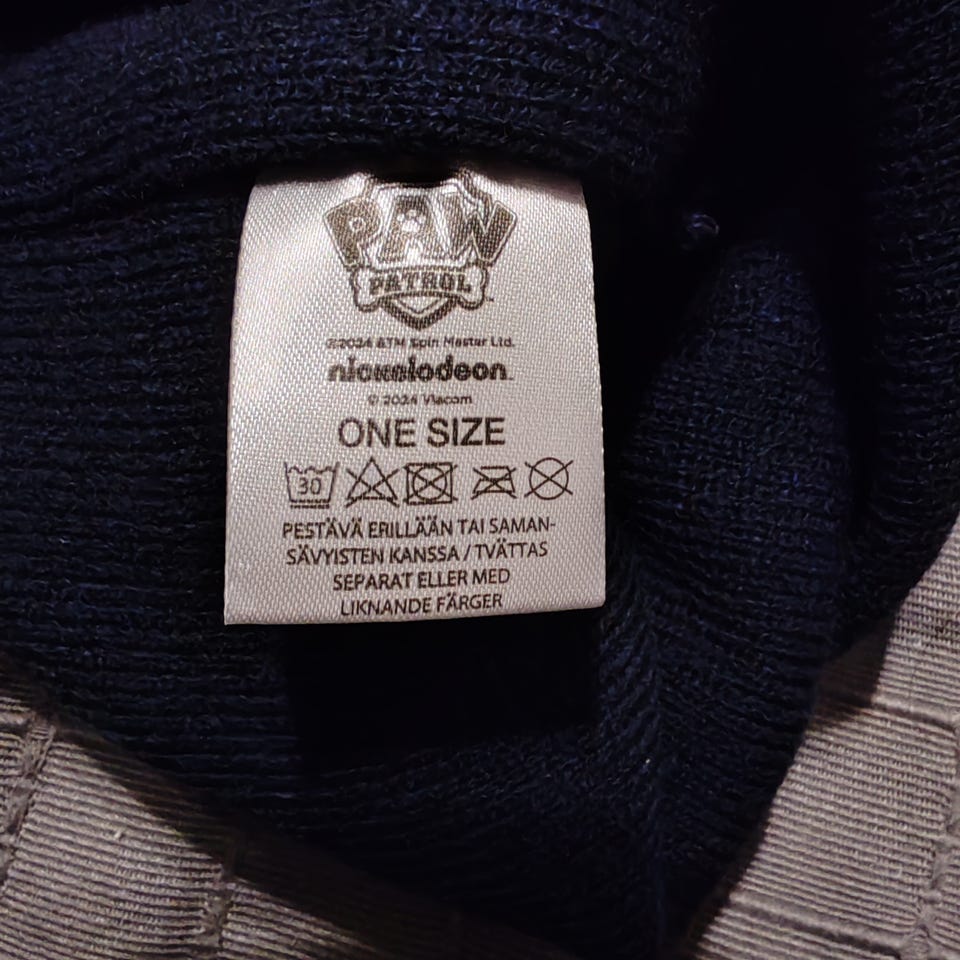 PAW
PATROL
©2024 &TM Spin Master Ltd.
nickelodeon
© 2024 Viacom
ONE SIZE
30
PESTÄVÄ ERILLÄÄN TAI SAMAN-
SÄVYISTEN KANSSA / TVÄTTAS
SEPARAT ELLER MED
LIKNANDE FÄRGER